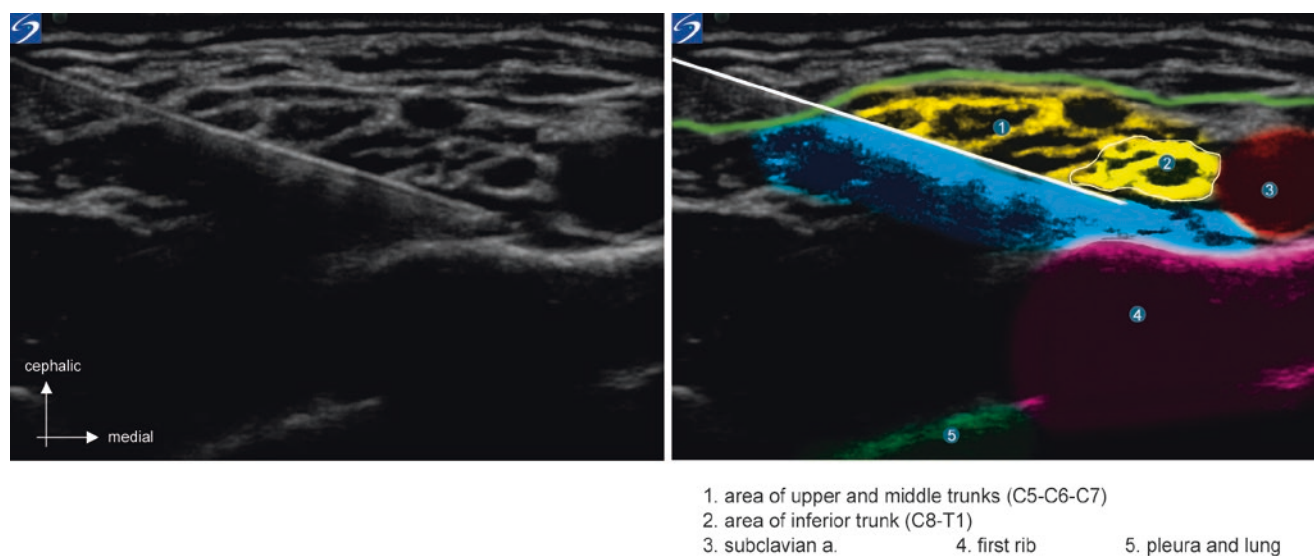 1
2
3
4
5
cephalic
medial
1. area of upper and middle trunks (C5-C6-C7)
2. area of inferior trunk (C8-T1)
3. subclavian a. 4. first rib 5. pleura and lung